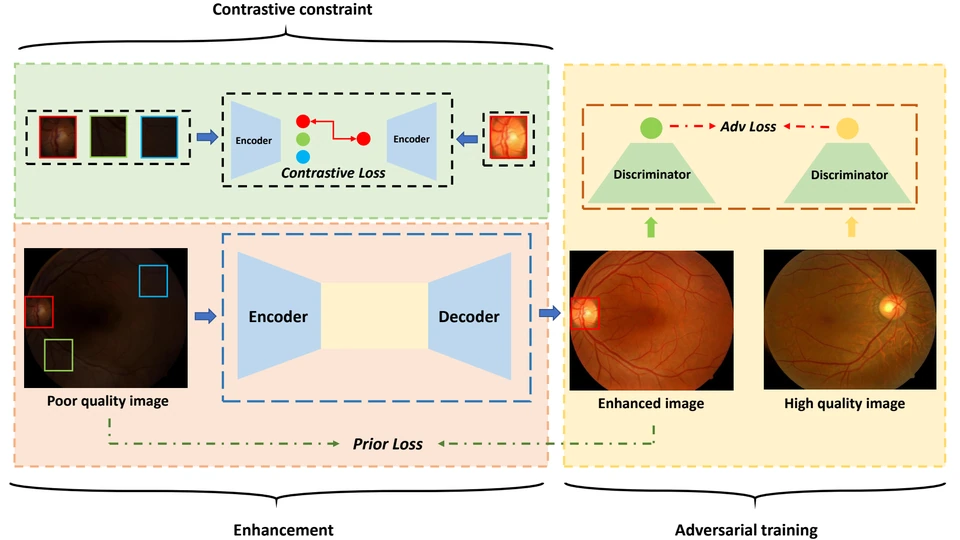 Contrastive constraint
Encoder
Encoder
Contrastive Loss
Adv Loss
Discriminator
Discriminator
Encoder
Decoder
Poor quality image
Enhanced image
High quality image
Prior Loss
Enhancement
Adversarial training